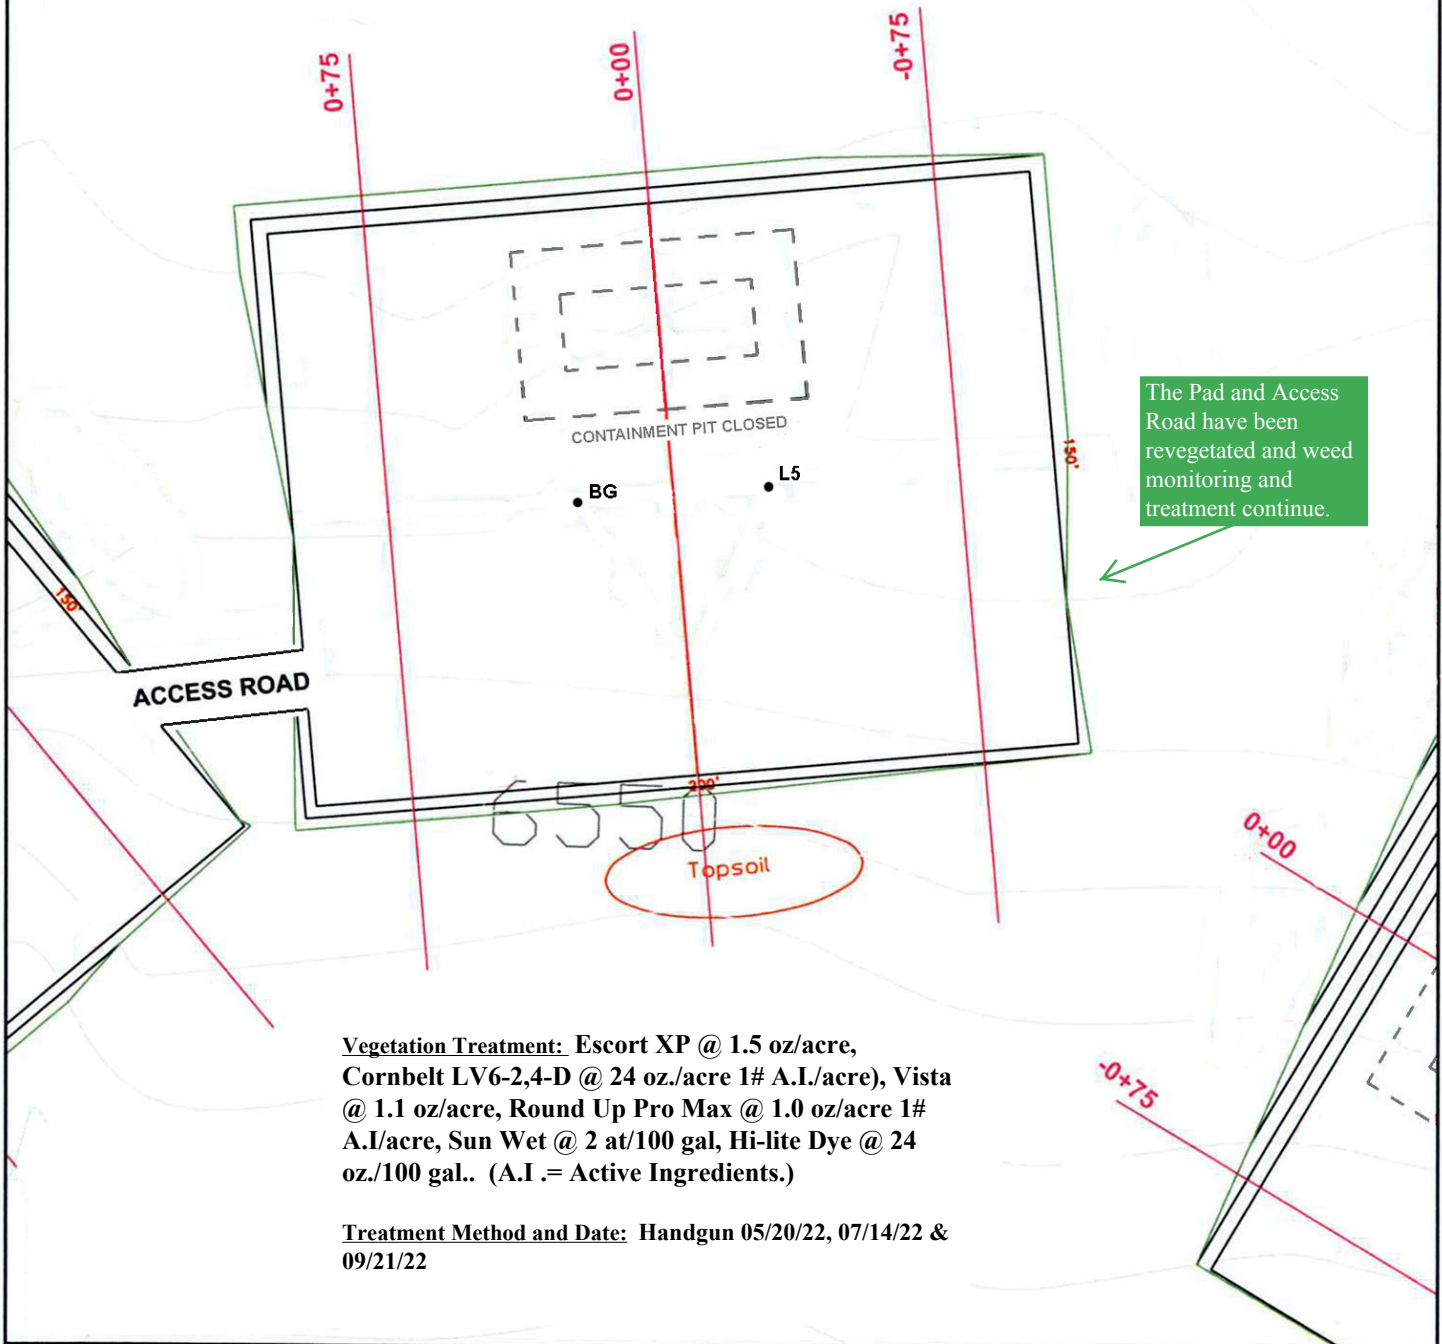 0+75
0+00
-0+75
CONTAINMENT PIT CLOSED
BG
L5
150'
The Pad and Access
Road have been
revegetated and weed
monitoring and
treatment continue.
150'
ACCESS ROAD
200'
6550
Topsoil
0+00
-0+75
Vegetation Treatment: Escort XP @ 1.5 oz/acre,
Cornbelt LV6-2,4-D @ 24 oz./acre 1# A.I./acre), Vista
@ 1.1 oz/acre, Round Up Pro Max @ 1.0 oz/acre 1#
A.I/acre, Sun Wet @ 2 at/100 gal, Hi-lite Dye @ 24
oz./100 gal.. (A.I .= Active Ingredients.)
Treatment Method and Date: Handgun 05/20/22, 07/14/22 &
09/21/22